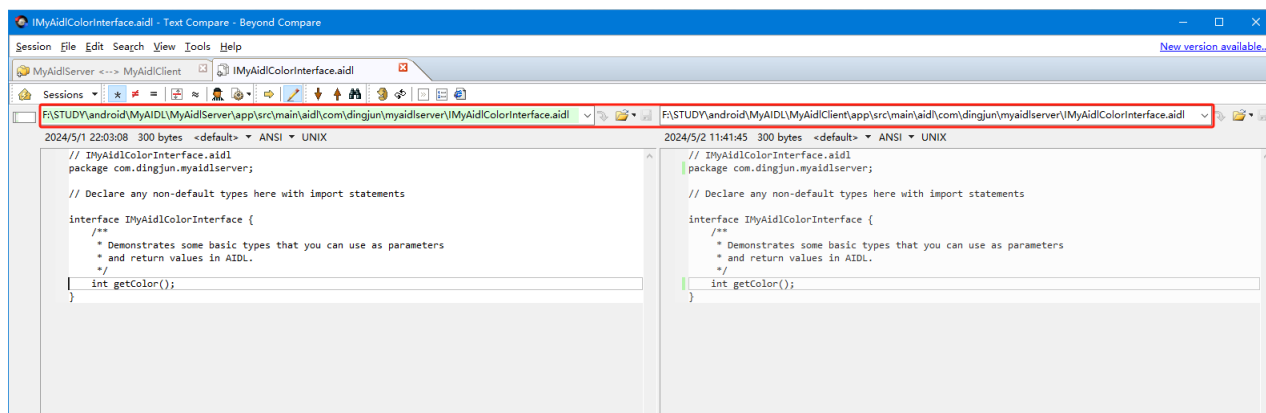 IMyAidlColorInterface.aidl - Text Compare - Beyond Compare
Session File Edit Search View Tools Help
New version available...
MyAidlServer <--> MyAidlClient
IMyAidlColorInterface.aidl
Sessions
F:\STUDY\android\MyAIDL\MyAidlServer\app\src\main\aidl\com\dingjun\myaidlserver\IMyAidlColorInterface.aidl
F:\STUDY\android\MyAIDL\MyAidlClient\app\src\main\aidl\com\dingjun\myaidlserver\IMyAidlColorInterface.aidl
2024/5/1 22:03:08 300 bytes <default> ANSI UNIX
2024/5/2 11:41:45 300 bytes <default> ANSI UNIX
// IMyAidlColorInterface.aidl
package com.dingjun.myaidlserver;
// Declare any non-default types here with import statements
interface IMyAidlColorInterface {
/**
* Demonstrates some basic types that you can use as parameters
* and return values in AIDL.
*/
int getColor();
}
// IMyAidlColorInterface.aidl
package com.dingjun.myaidlserver;
// Declare any non-default types here with import statements
interface IMyAidlColorInterface {
/**
* Demonstrates some basic types that you can use as parameters
* and return values in AIDL.
*/
int getColor();
}